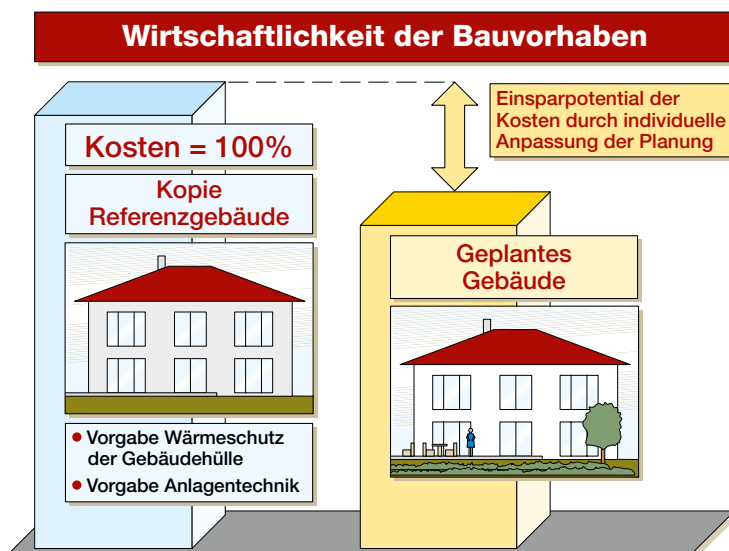 Wirtschaftlichkeit der Bauvorhaben
Kosten = 100%
Kopie
Referenzgebäude
● Vorgabe Wärmeschutz
der Gebäudehülle
● Vorgabe Anlagentechnik
Einsparpotential der
Kosten durch individuelle
Anpassung der Planung
Geplantes
Gebäude